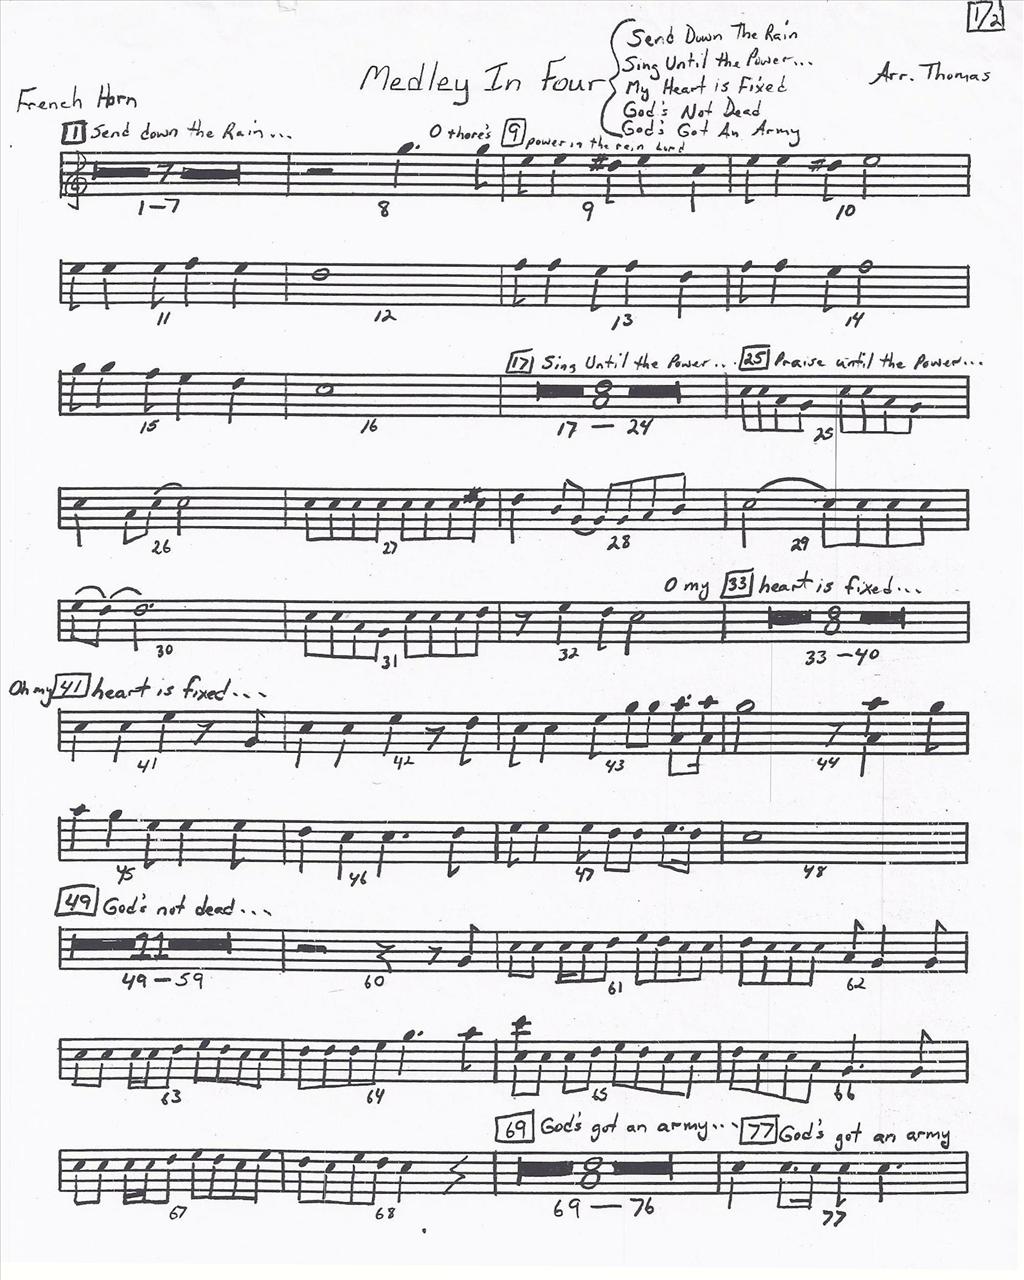 1/2
Send Down The Rain
Sing Until the Power...
Medley In Four
My Heart is Fixed
Arr. Thomas
God's Not Dead
God's Got An Army
French Horn
1 Send down the Rain... O there's 9 power in the rain Lord
7
1-7 8 9 10
11 12 13 14
17 Sing Until the Power... 25 Praise until the Power...
8
15 16 17 - 24 25
26 27 28 29
O my 33 heart is fixed...
8
30 31 32 33 - 40
Oh my 41 heart is fixed...
41 42 43 44
45 46 47 48
49 God's not dead...
11
49 - 59 60 61 62
63 64 65 66
69 God's got an army... 77 God's got an army
8
67 68 69 - 76 77